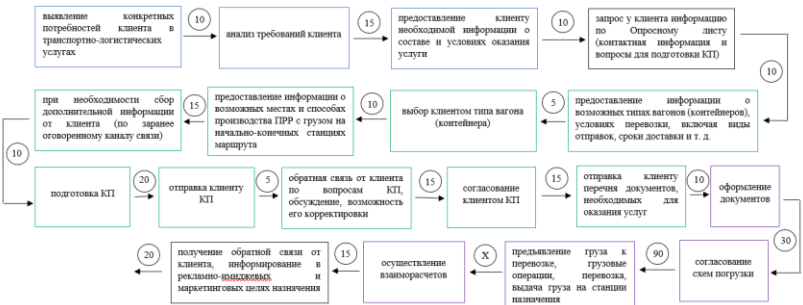 выявление конкретных
потребностей клиента в
транспортно-логистических
услугах
10
анализ требований клиента
15
предоставление клиенту
необходимой информации о
составе и условиях оказания
услуги
10
запрос у клиента информацию
по Опросному листу
(контактная информация и
вопросы для подготовки КП)
10
предоставление информации о
возможных типах вагонов (контейнеров),
условиях перевозки, включая виды
отправок, сроки доставки и т. д.
5
выбор клиентом типа вагона
(контейнера)
10
предоставление информации о
возможных местах и способах
производства ПРР с грузом на
начально-конечных станциях
маршрута
15
при необходимости сбор
дополнительной информации
от клиента (по заранее
оговоренному каналу связи)
10
подготовка КП
20
отправка клиенту
КП
5
обратная связь от клиента
по вопросам КП,
обсуждение, возможность
его корректировки
15
согласование
клиентом КП
15
отправка клиенту
перечня документов,
необходимых для
оказания услуг
10
оформление
документов
30
согласование
схем погрузки
90
предъявление груза к
перевозке, грузовые
операции, перевозка,
выдача груза на станции
назначения
X
осуществление
взаиморасчетов
15
получение обратной связи от
клиента, информирование в
рекламно-имиджевых и
маркетинговых целях назначения
20